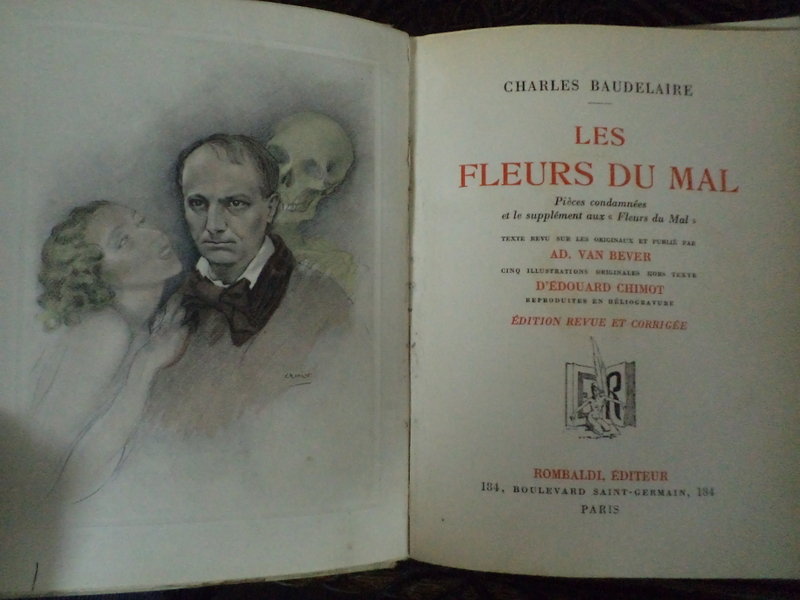 CHARLES BAUDELAIRE
LES
FLEURS DU MAL
Pièces condamnées
et le supplément aux « Fleurs du Mal »
TEXTE REVU SUR LES ORIGINAUX ET PUBLIÉ PAR
AD. VAN BEVER
CINQ ILLUSTRATIONS ORIGINALES HORS TEXTE
D'ÉDOUARD CHIMOT
REPRODUITES EN HÉLIOGRAVURE
ÉDITION REVUE ET CORRIGÉE
ER
ROMBALDI, ÉDITEUR
184, BOULEVARD SAINT-GERMAIN, 184
PARIS